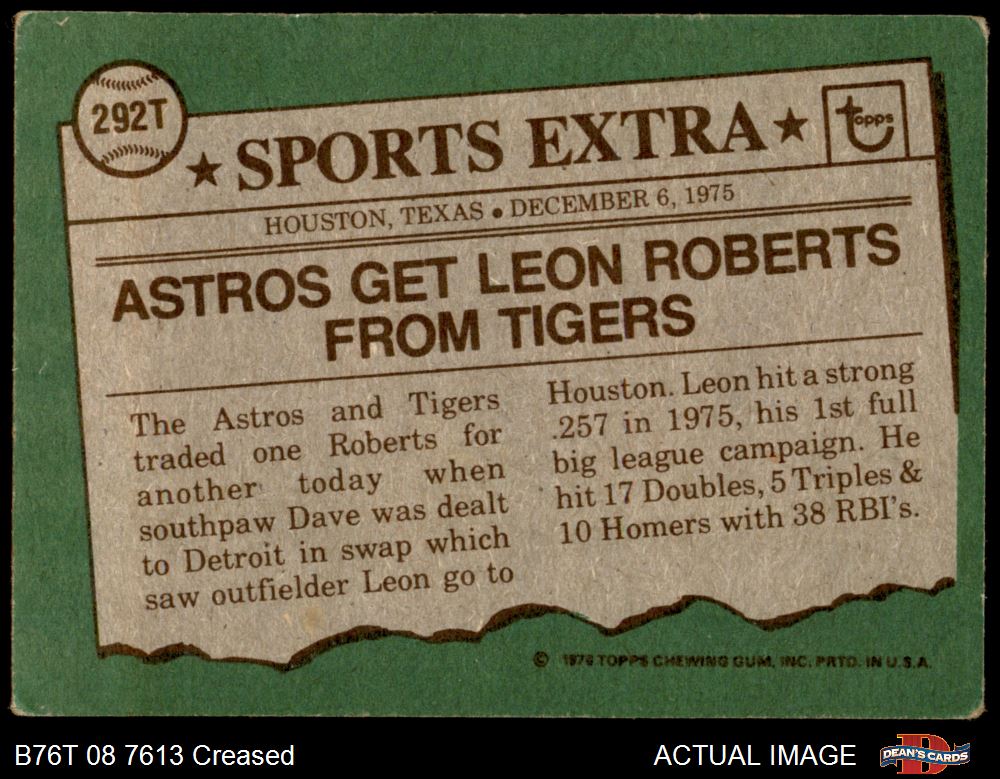 292T
★ SPORTS EXTRA ★
topps
HOUSTON, TEXAS • DECEMBER 6, 1975
ASTROS GET LEON ROBERTS
FROM TIGERS
The Astros and Tigers
traded one Roberts for
another today when
southpaw Dave was dealt
to Detroit in swap which
saw outfielder Leon go to
Houston. Leon hit a strong
.257 in 1975, his 1st full
big league campaign. He
hit 17 Doubles, 5 Triples &
10 Homers with 38 RBI's.
© 1976 TOPPS CHEWING GUM, INC. PRTD. IN U.S.A.
B76T 08 7613 Creased
ACTUAL IMAGE
D
DEAN'S CARDS